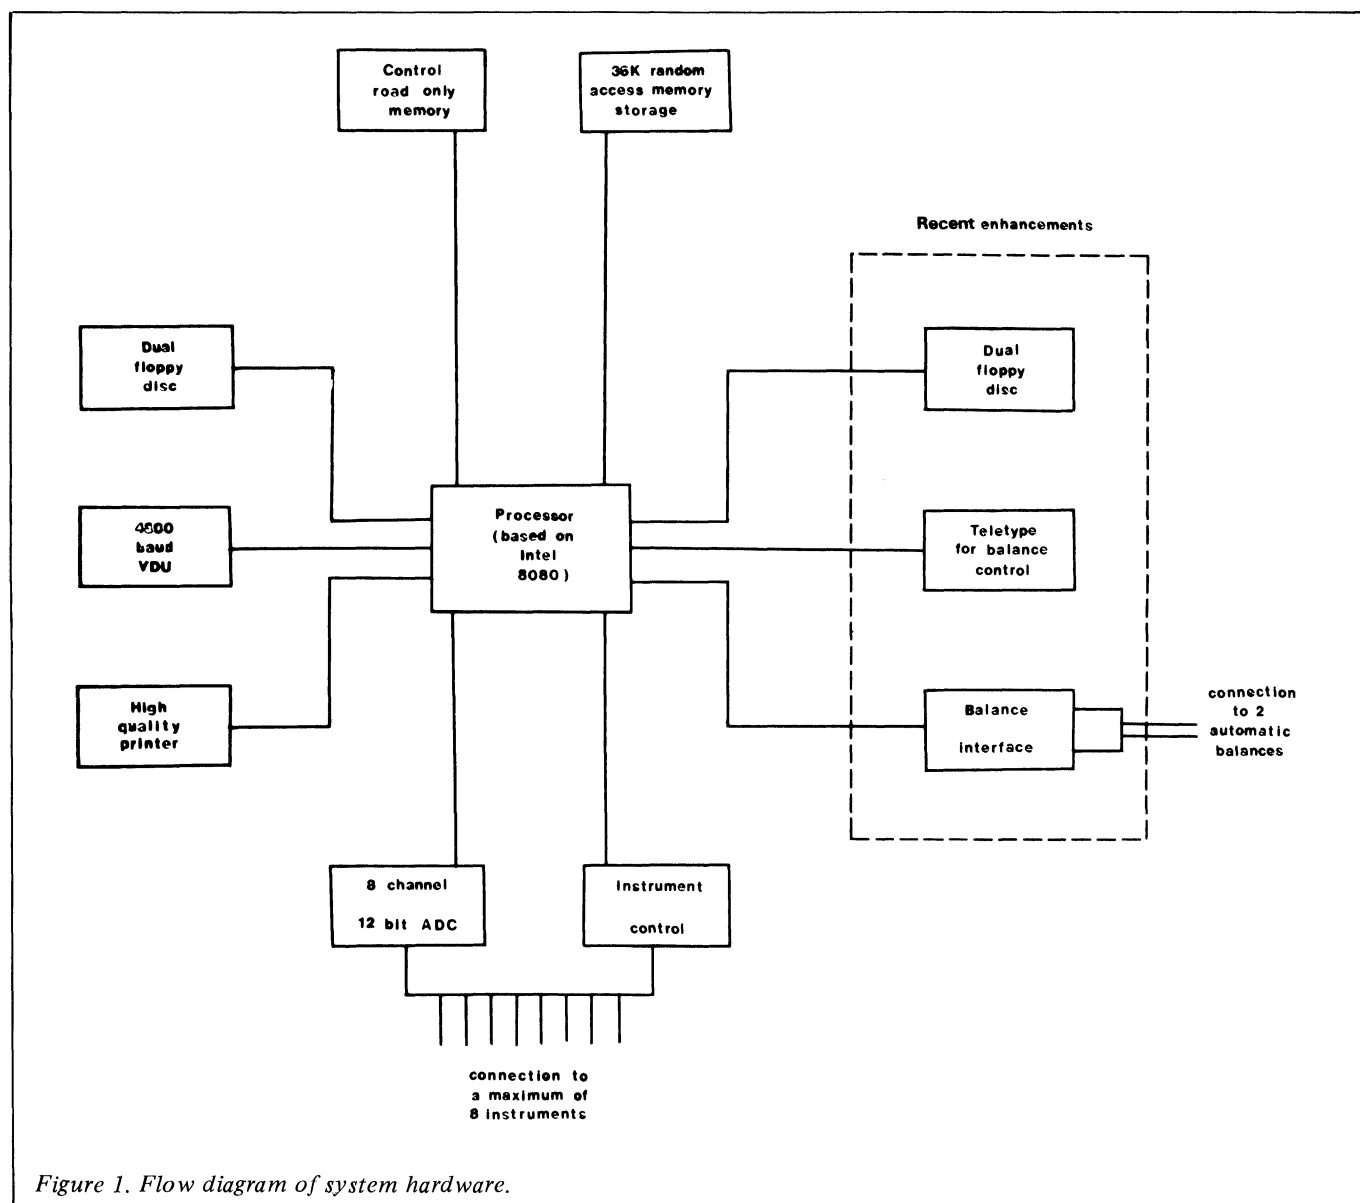 Control
road only
memory
36K random
access memory
storage
Recent enhancements
Dual
floppy
disc
Dual
floppy
disc
4800
baud
VDU
Processor
(based on
Intel
8080)
Teletype
for balance
control
High
quality
printer
Balance
interface
connection
to 2
automatic
balances
8 channel
12 bit ADC
Instrument
control
connection to
a maximum of
8 instruments
Figure 1. Flow diagram of system hardware.